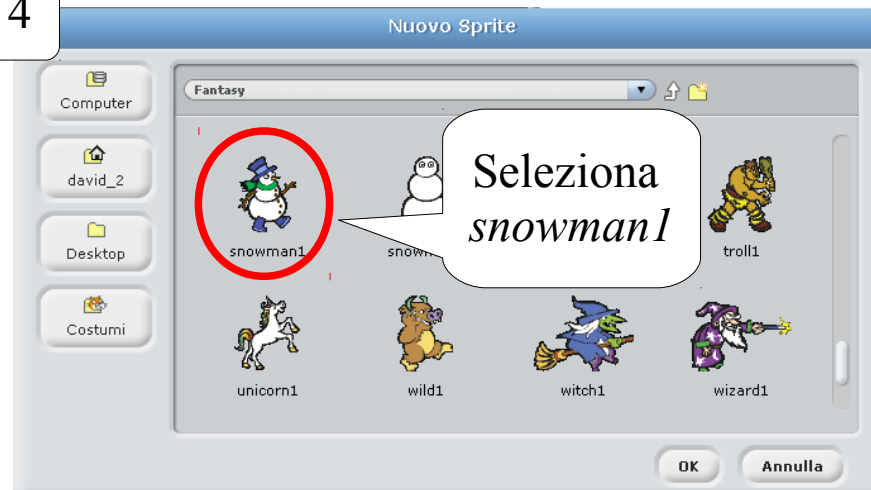 4
Nuovo Sprite
Computer
Fantasy
david_2
Seleziona
snowman1
Desktop
snowman1
troll1
Costumi
unicorn1
wild1
witch1
wizard1
OK
Annulla